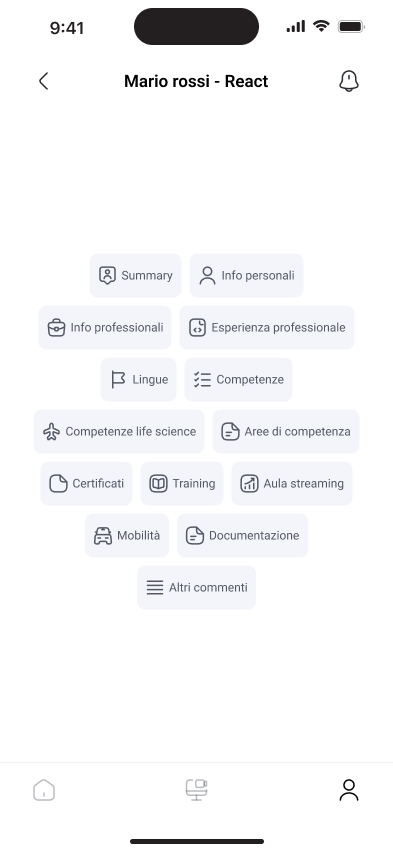 9:41
Mario rossi - React
Summary Info personali
Info professionali Esperienza professionale
Lingue Competenze
Competenze life science Aree di competenza
Certificati Training Aula streaming
Mobilità Documentazione
Altri commenti